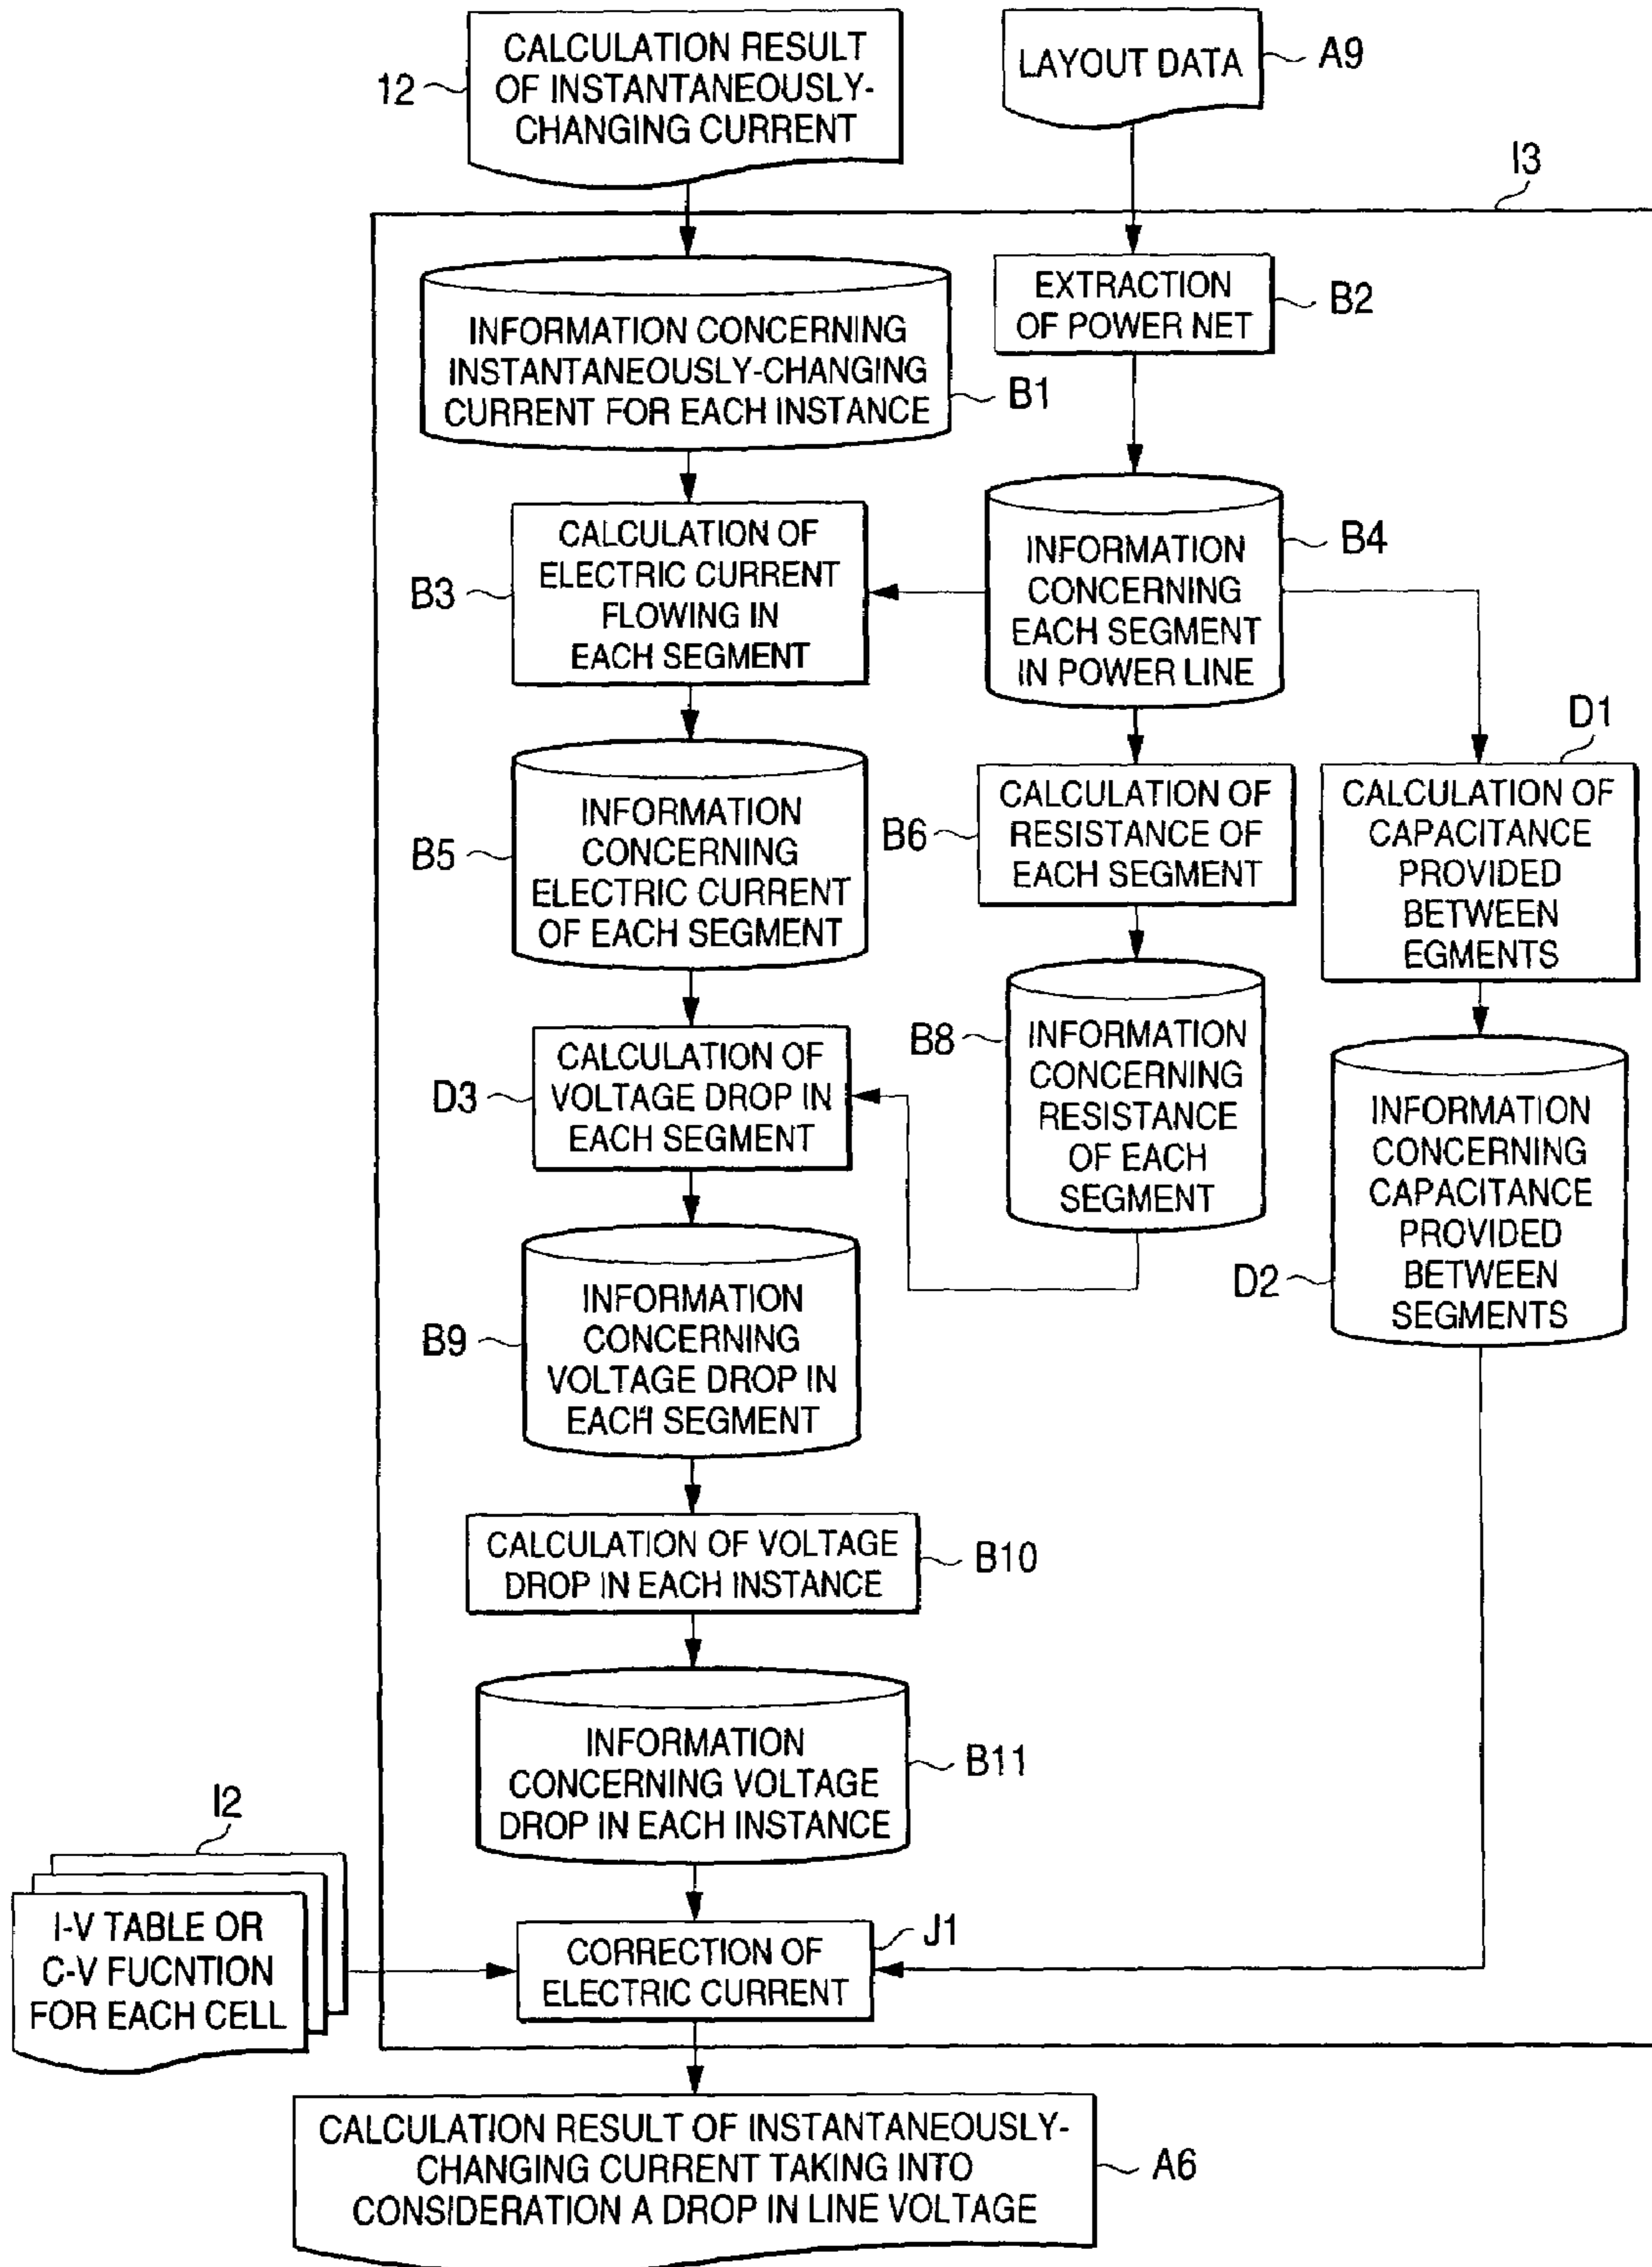 CALCULATION RESULT
OF INSTANTANEOUSLY-
CHANGING CURRENT
12
LAYOUT DATA
A9
I3
INFORMATION CONCERNING
INSTANTANEOUSLY-CHANGING
CURRENT FOR EACH INSTANCE
B1
EXTRACTION
OF POWER NET
B2
CALCULATION OF
ELECTRIC CURRENT
FLOWING IN
EACH SEGMENT
B3
INFORMATION
CONCERNING
EACH SEGMENT
IN POWER LINE
B4
D1
INFORMATION
CONCERNING
ELECTRIC CURRENT
OF EACH SEGMENT
B5
CALCULATION OF
RESISTANCE OF
EACH SEGMENT
B6
CALCULATION OF
CAPACITANCE
PROVIDED
BETWEEN
EGMENTS
CALCULATION OF
VOLTAGE DROP IN
EACH SEGMENT
D3
INFORMATION
CONCERNING
RESISTANCE
OF EACH
SEGMENT
B8
INFORMATION
CONCERNING
CAPACITANCE
PROVIDED
BETWEEN
SEGMENTS
D2
INFORMATION
CONCERNING
VOLTAGE DROP IN
EACH SEGMENT
B9
CALCULATION OF VOLTAGE
DROP IN EACH INSTANCE
B10
INFORMATION
CONCERNING VOLTAGE
DROP IN EACH INSTANCE
B11
I2
I-V TABLE OR
C-V FUCNTION
FOR EACH CELL
CORRECTION OF
ELECTRIC CURRENT
J1
CALCULATION RESULT OF INSTANTANEOUSLY-
CHANGING CURRENT TAKING INTO
CONSIDERATION A DROP IN LINE VOLTAGE
A6